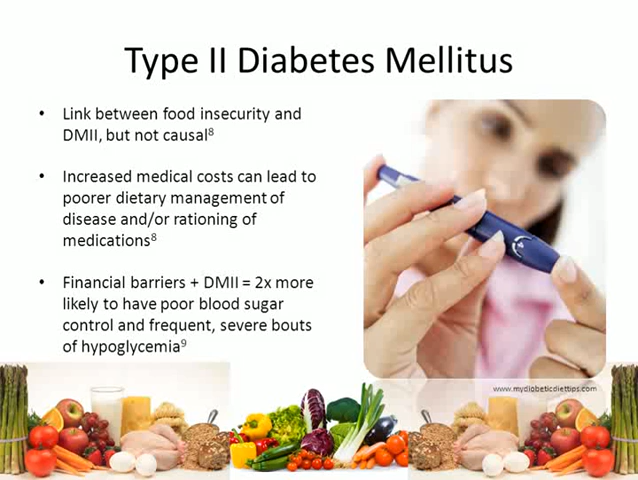 Type II Diabetes Mellitus
• Link between food insecurity and
DMII, but not causal⁸
• Increased medical costs can lead to
poorer dietary management of
disease and/or rationing of
medications⁸
• Financial barriers + DMII = 2x more
likely to have poor blood sugar
control and frequent, severe bouts
of hypoglycemia⁹
www.mydiabeticdiettips.com